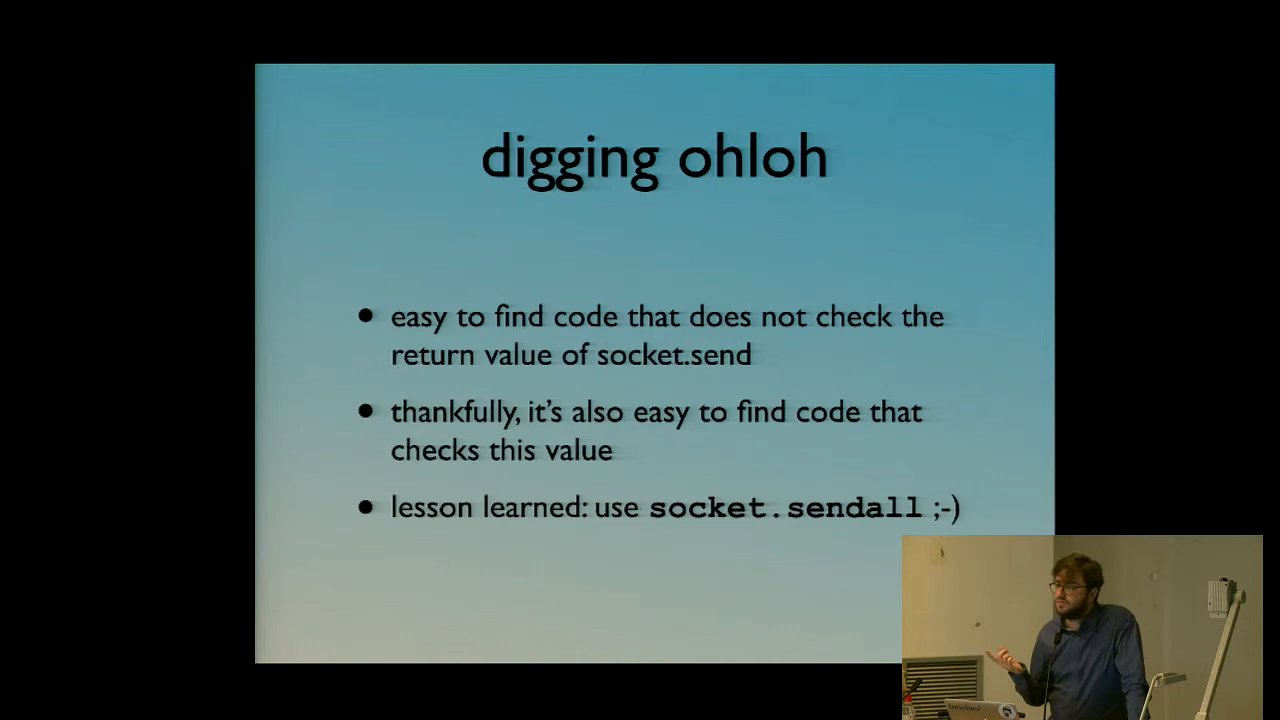 digging ohloh
• easy to find code that does not check the
return value of socket.send
• thankfully, it's also easy to find code that
checks this value
• lesson learned: use socket.sendall ;-)